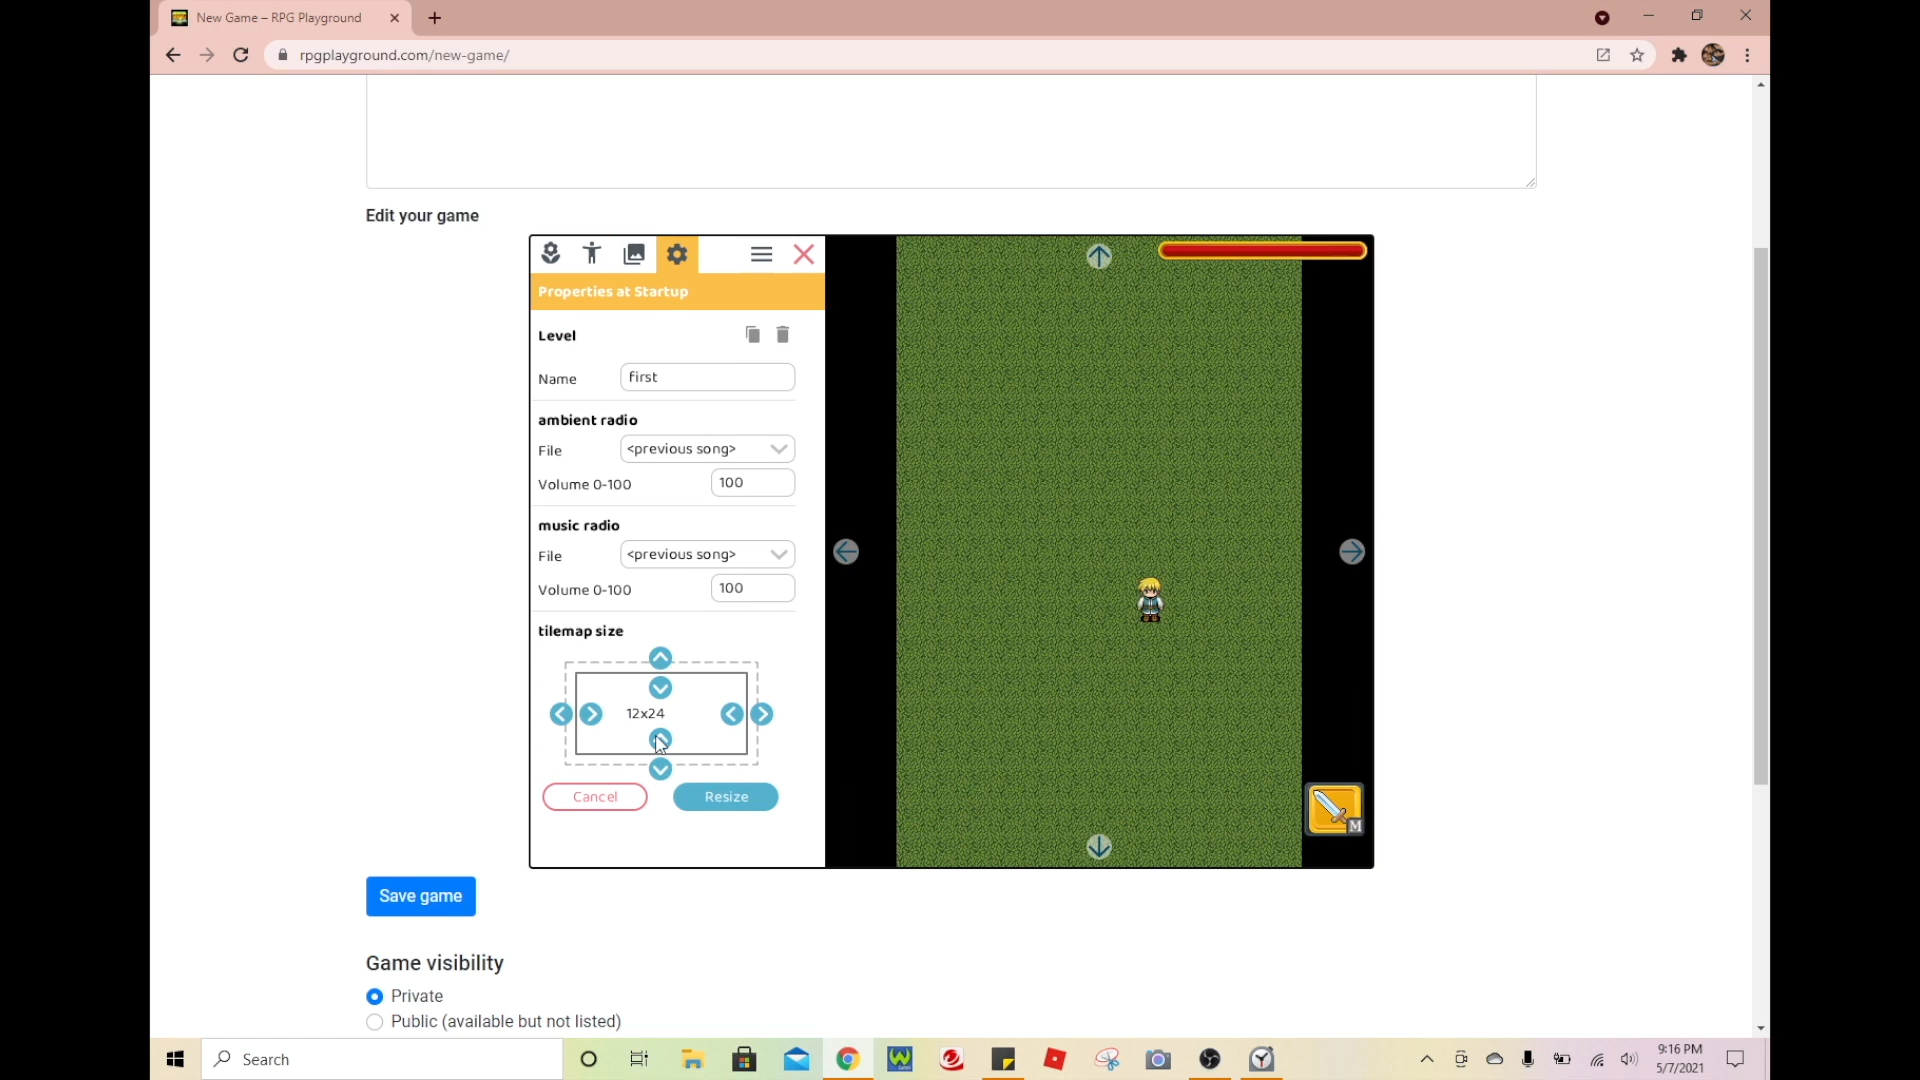 New Game – RPG Playground
rpgplayground.com/new-game/
Edit your game
Properties at Startup
Level
Name first
ambient radio
File <previous song>
Volume 0-100 100
music radio
File <previous song>
Volume 0-100 100
tilemap size
12x24
Cancel Resize
M
Save game
Game visibility
Private
Public (available but not listed)
Search
9:16 PM
5/7/2021